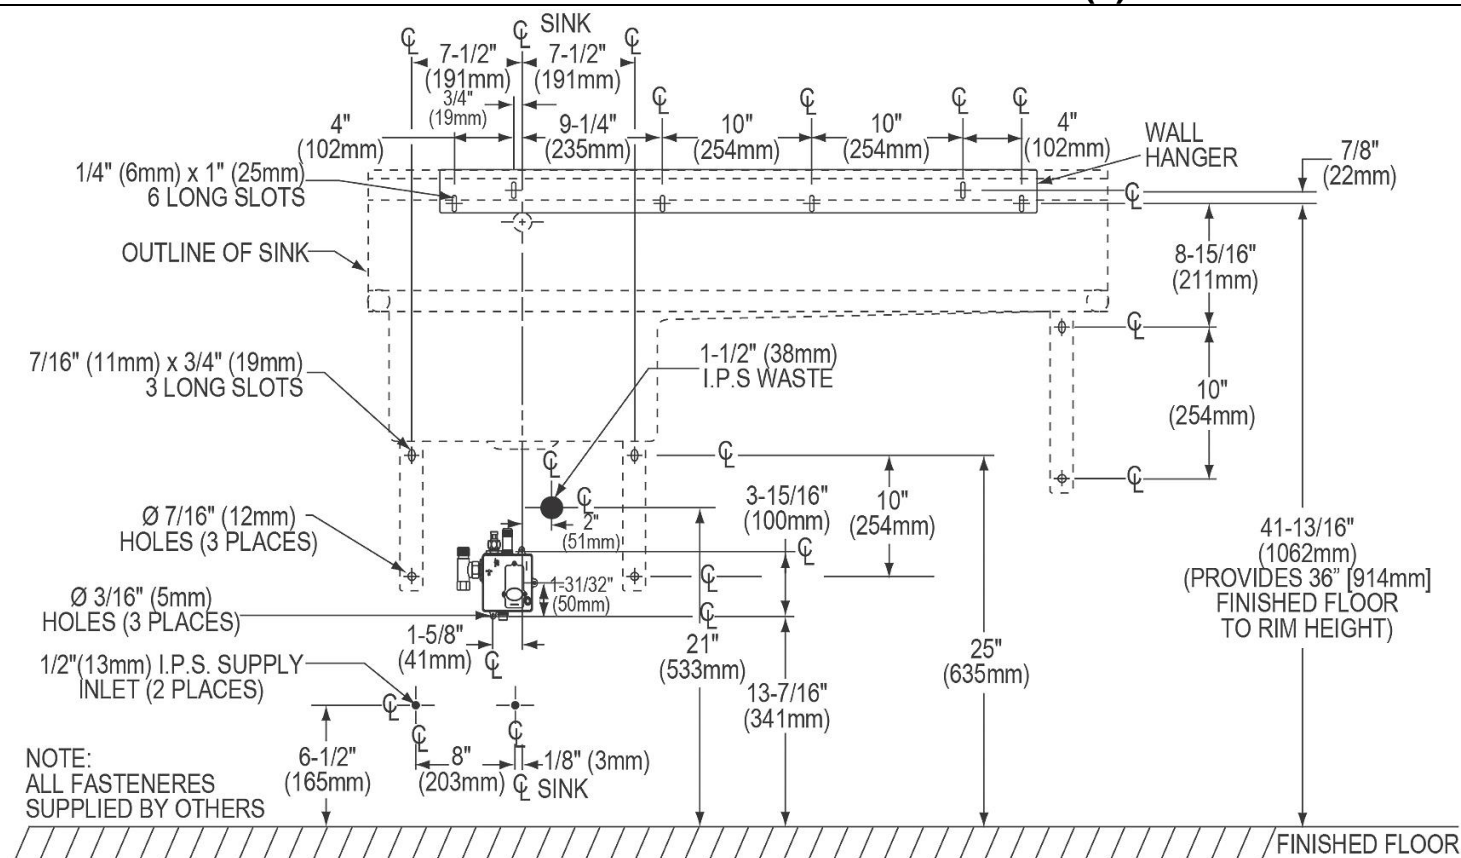 SINK
7-1/2"
(191mm)
7-1/2"
(191mm)
3/4"
(19mm)
4"
(102mm)
9-1/4"
(235mm)
10"
(254mm)
10"
(254mm)
4"
(102mm)
WALL
HANGER
7/8"
(22mm)
1/4" (6mm) x 1" (25mm)
6 LONG SLOTS
OUTLINE OF SINK
8-15/16"
(211mm)
7/16" (11mm) x 3/4" (19mm)
3 LONG SLOTS
1-1/2" (38mm)
I.P.S WASTE
10"
(254mm)
Ø 7/16" (12mm)
HOLES (3 PLACES)
2"
(51mm)
3-15/16"
(100mm)
10"
(254mm)
41-13/16"
(1062mm)
(PROVIDES 36” [914mm]
FINISHED FLOOR
TO RIM HEIGHT)
Ø 3/16" (5mm)
HOLES (3 PLACES)
1-31/32"
(50mm)
1-5/8"
(41mm)
21"
(533mm)
25"
(635mm)
1/2"(13mm) I.P.S. SUPPLY
INLET (2 PLACES)
13-7/16"
(341mm)
6-1/2"
(165mm)
8"
(203mm)
1/8" (3mm)
SINK
NOTE:
ALL FASTENERES
SUPPLIED BY OTHERS
FINISHED FLOOR